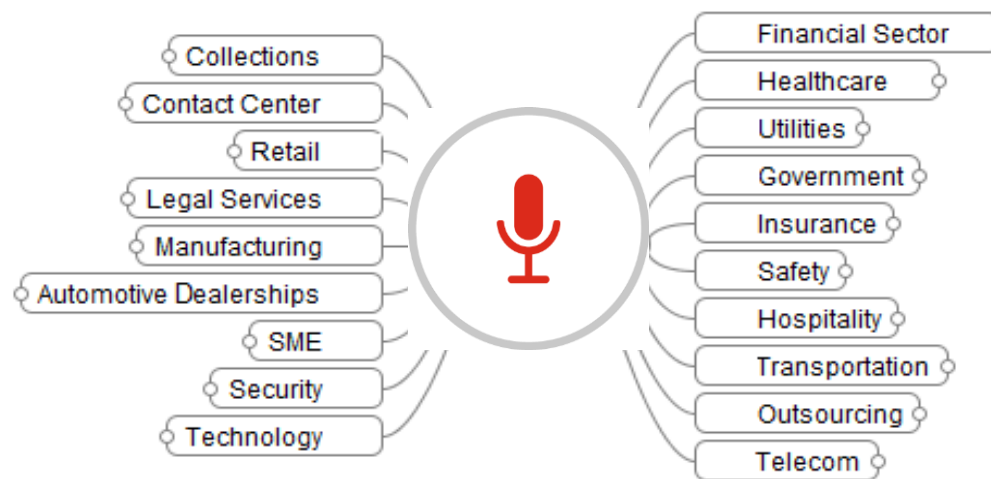 Collections
Contact Center
Retail
Legal Services
Manufacturing
Automotive Dealerships
SME
Security
Technology
Financial Sector
Healthcare
Utilities
Government
Insurance
Safety
Hospitality
Transportation
Outsourcing
Telecom